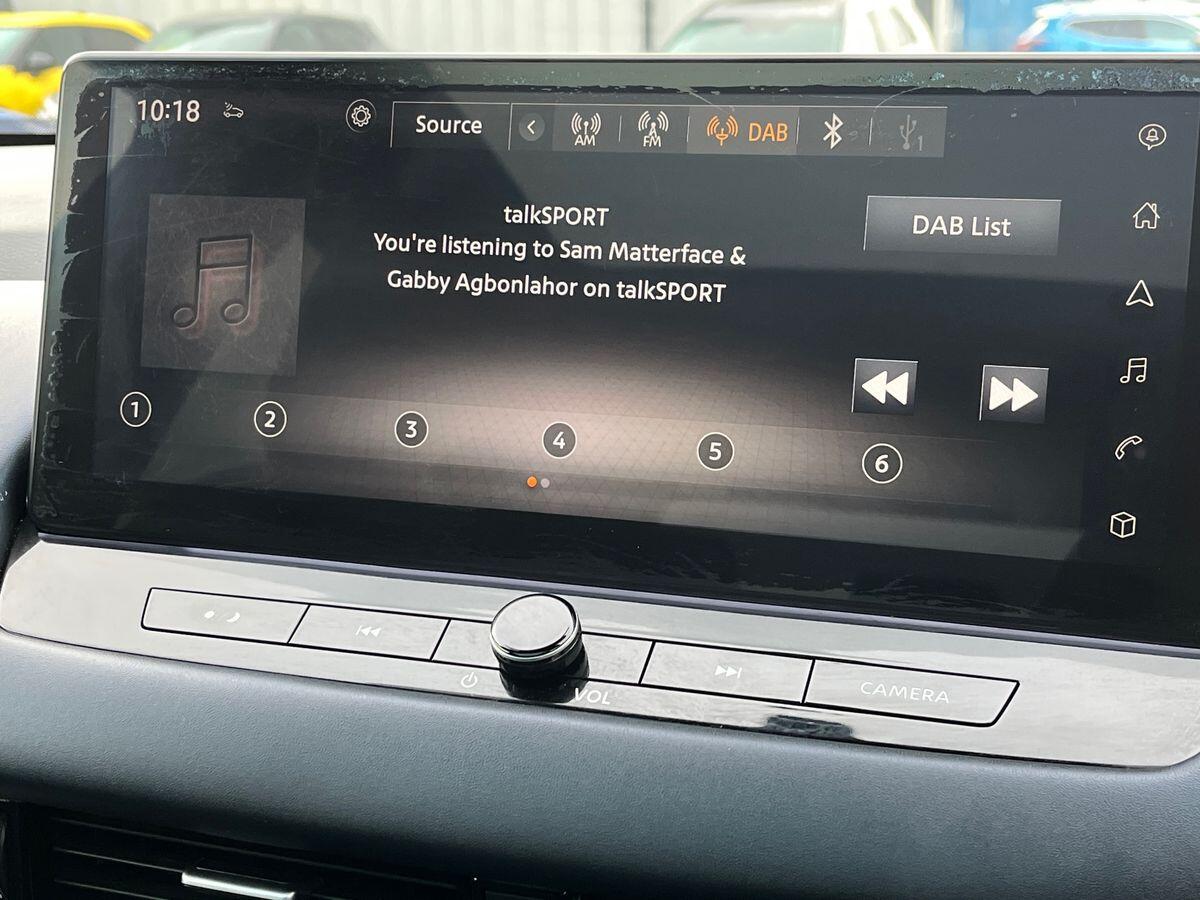 10:18
Source
AM
FM
DAB
1
talkSPORT
You're listening to Sam Matterface &
Gabby Agbonlahor on talkSPORT
DAB List
1
2
3
4
5
6
VOL
CAMERA